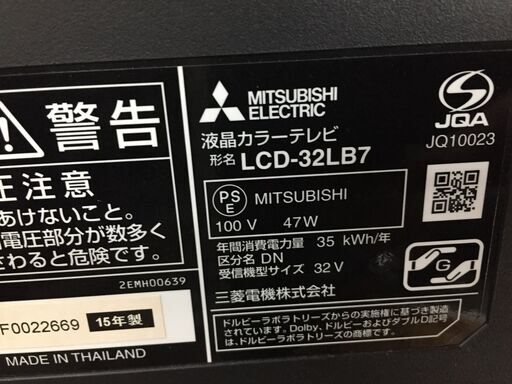 警告
圧注意
あけないこと。
電圧部分が数多く
さわると危険です。
2EMH00639
F0022669 15年製
MADE IN THAILAND
MITSUBISHI
ELECTRIC
液晶カラーテレビ
形名 LCD-32LB7
PS
E
MITSUBISHI
100 V 47W
年間消費電力量 35 kWh/年
区分名 DN
受信機型サイズ 32 V
三菱電機株式会社
ドルビーラボラトリーズからの実施権に基づき製造
されています。Dolby、ドルビーおよびダブルD記号
はドルビーラボラトリーズの商標です。
JQA
JQ10023
G